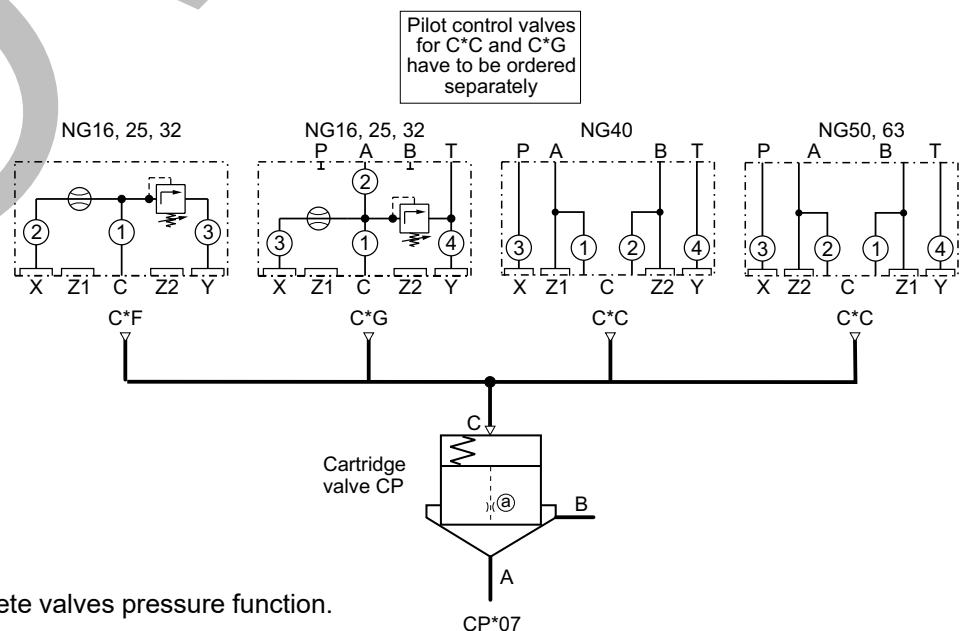 Pilot control valves
for C*C and C*G
have to be ordered
separately
NG16, 25, 32
2
1
3
X Z1 C Z2 Y
C*F
NG16, 25, 32
P A B T
2
3
1
4
X Z1 C Z2 Y
C*G
NG40
P A B T
3
1
2
4
X Z1 C Z2 Y
C*C
NG50, 63
P A B T
3
2
1
4
X Z2 C Z1 Y
C*C
C
Cartridge
valve CP
a
B
A
CP*07
valves pressure function.